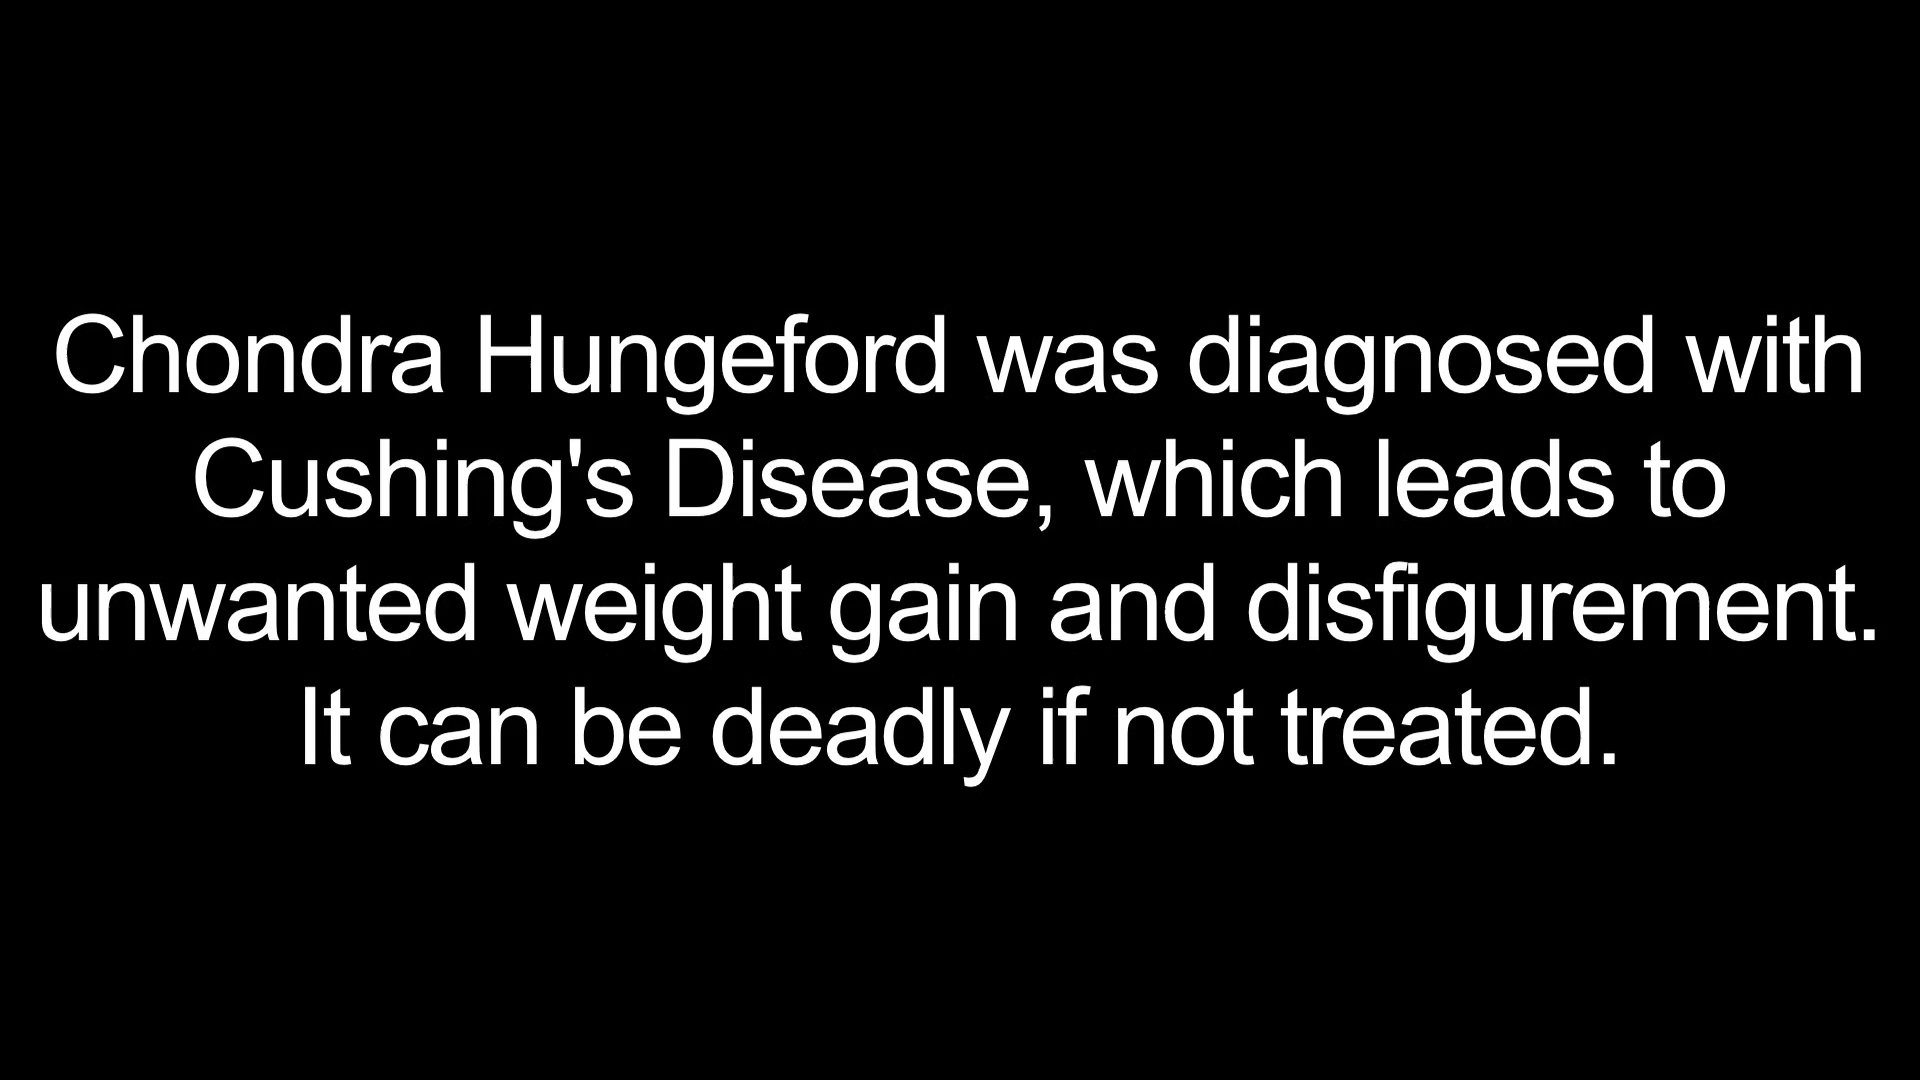 Chondra Hungeford was diagnosed with
Cushing's Disease, which leads to
unwanted weight gain and disfigurement.
It can be deadly if not treated.